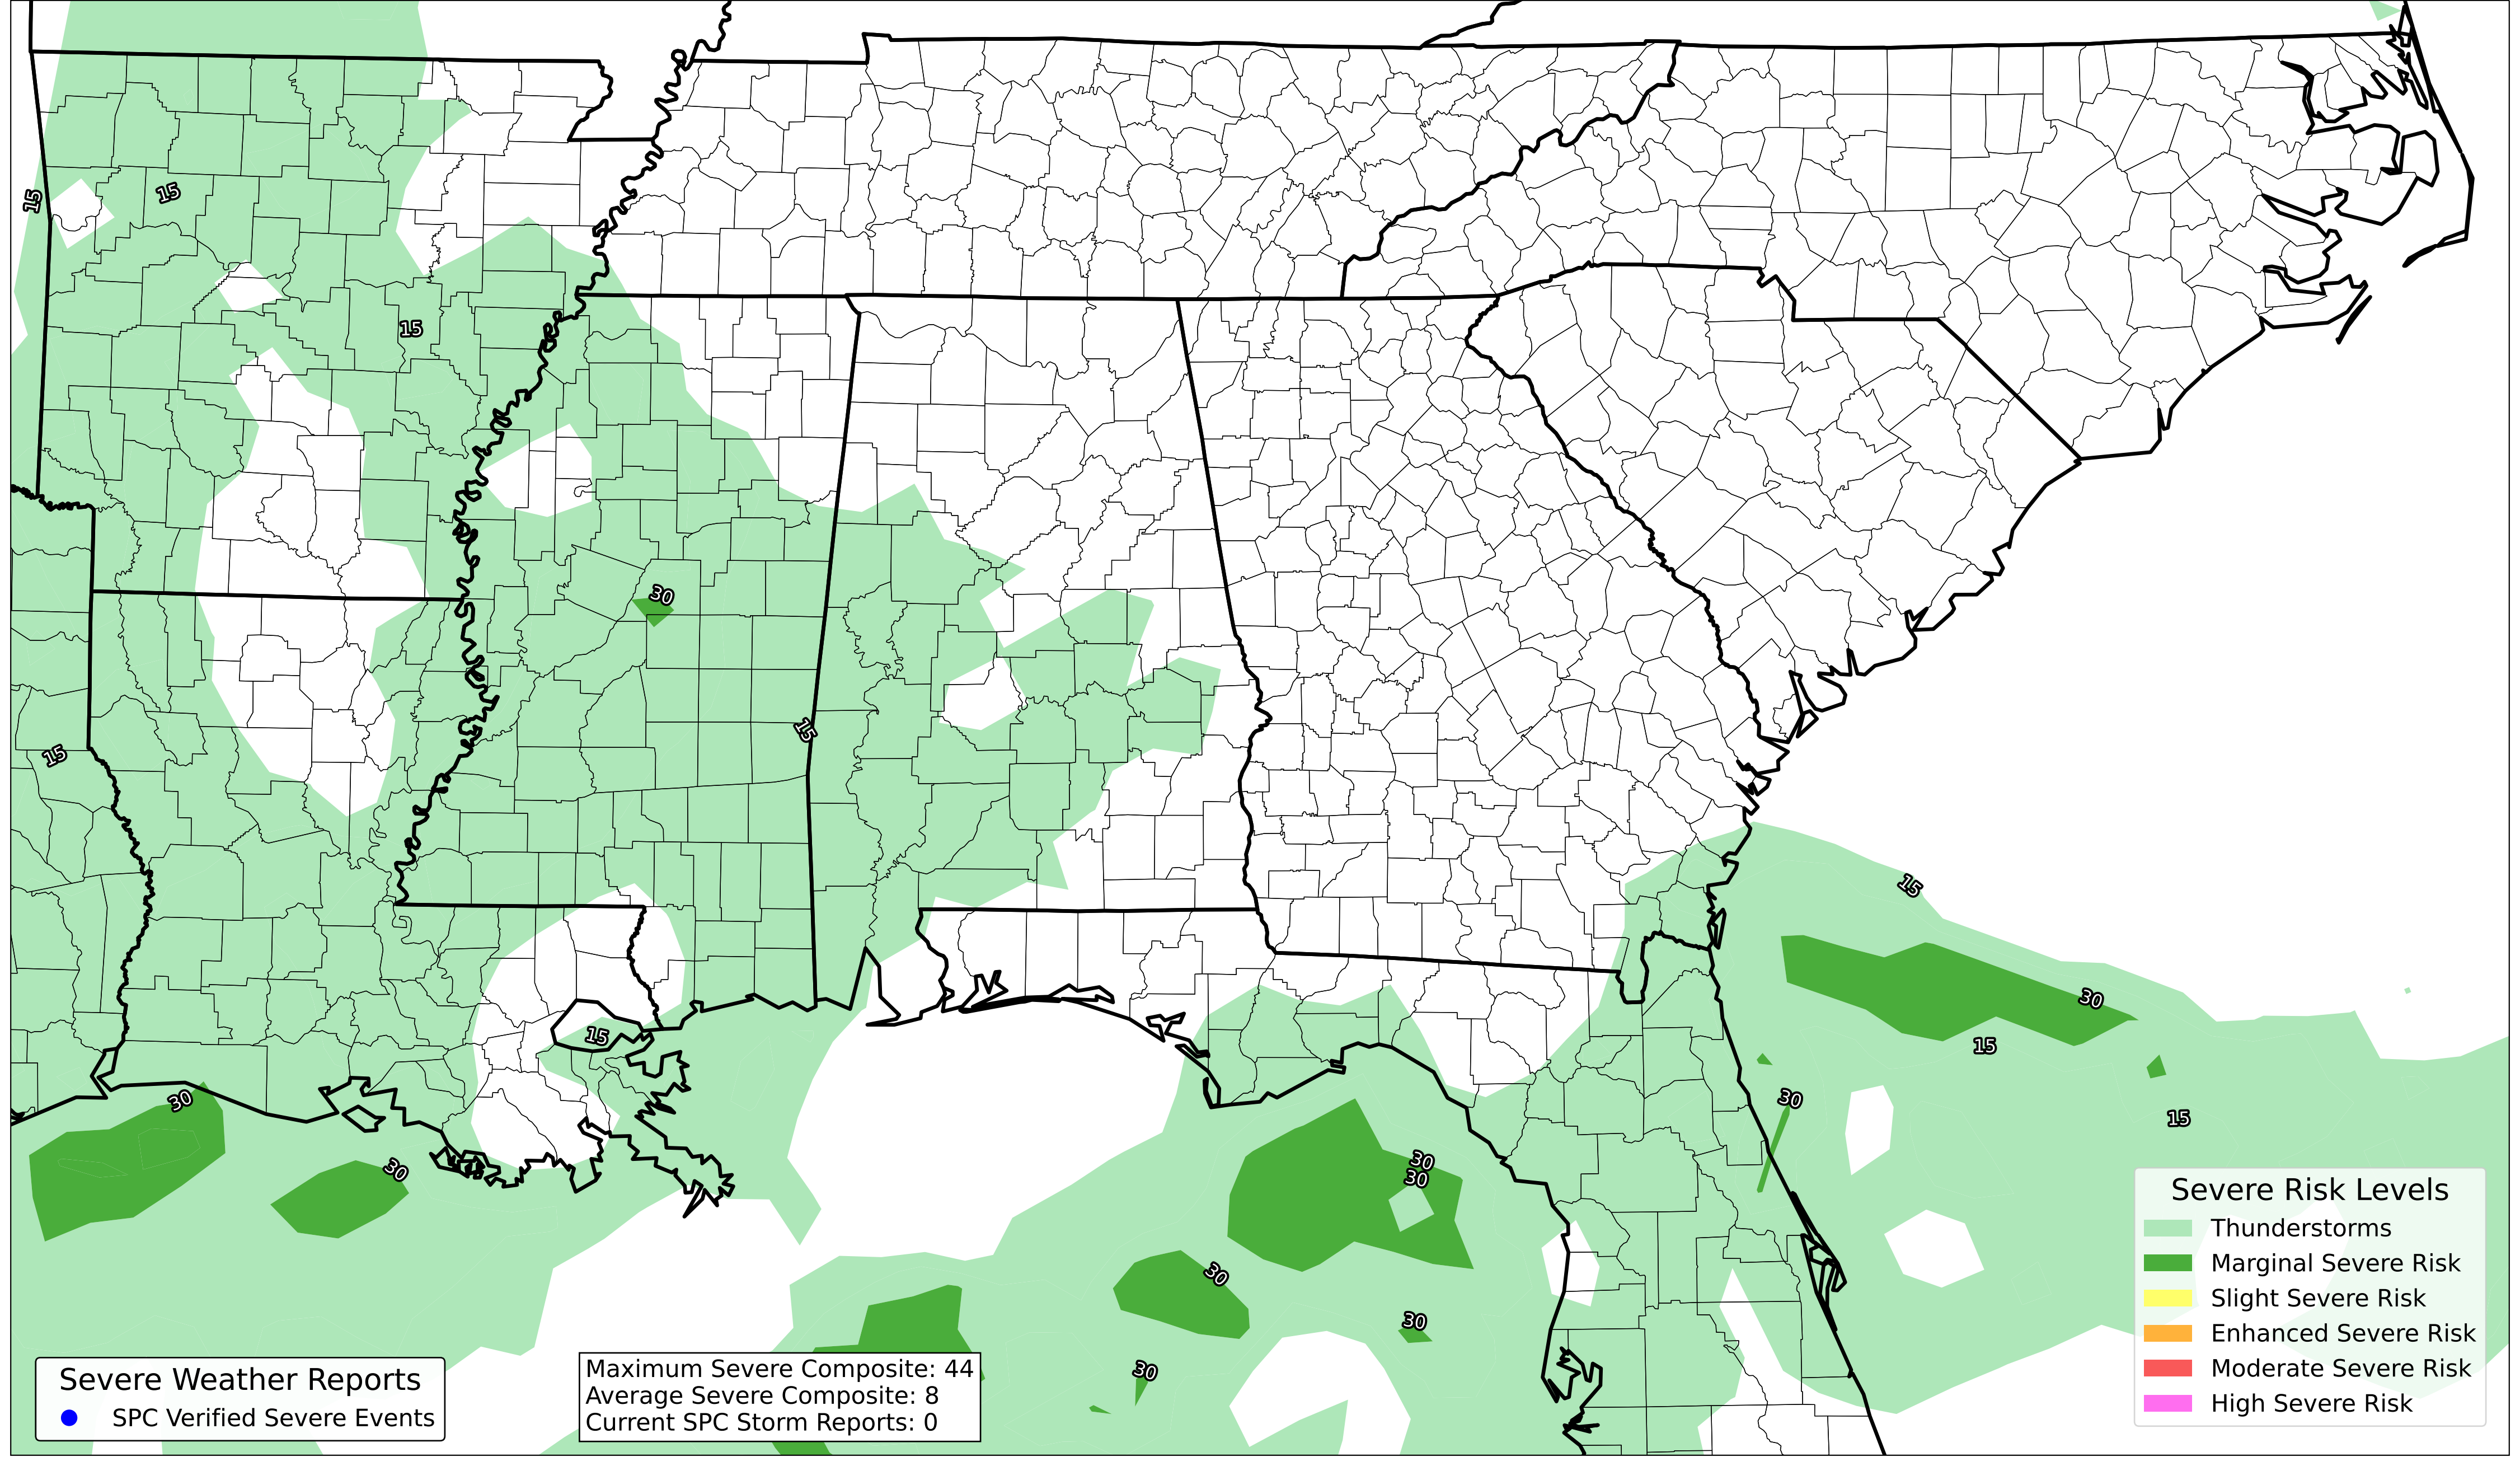 15
15
15
30
15
15
15
30
15
15
30
30
15
30
30
30
30
30
30
Severe Risk Levels
Thunderstorms
Marginal Severe Risk
Slight Severe Risk
Enhanced Severe Risk
Moderate Severe Risk
High Severe Risk
Severe Weather Reports
SPC Verified Severe Events
Maximum Severe Composite: 44
Average Severe Composite: 8
Current SPC Storm Reports: 0